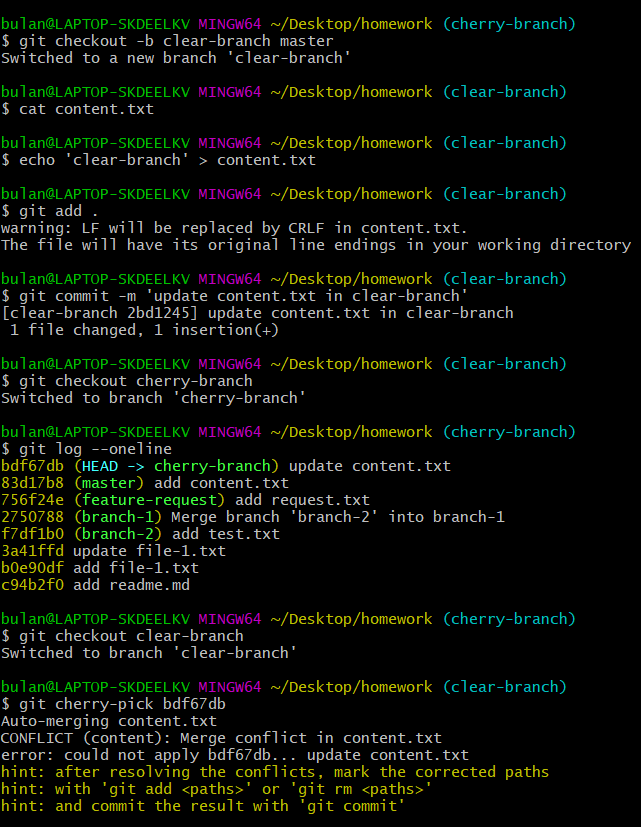 bulan@LAPTOP-SKDEELKV MINGW64 ~/Desktop/homework (cherry-branch)
$ git checkout -b clear-branch master
Switched to a new branch 'clear-branch'
bulan@LAPTOP-SKDEELKV MINGW64 ~/Desktop/homework (clear-branch)
$ cat content.txt
bulan@LAPTOP-SKDEELKV MINGW64 ~/Desktop/homework (clear-branch)
$ echo 'clear-branch' > content.txt
bulan@LAPTOP-SKDEELKV MINGW64 ~/Desktop/homework (clear-branch)
$ git add .
warning: LF will be replaced by CRLF in content.txt.
The file will have its original line endings in your working directory
bulan@LAPTOP-SKDEELKV MINGW64 ~/Desktop/homework (clear-branch)
$ git commit -m 'update content.txt in clear-branch'
[clear-branch 2bd1245] update content.txt in clear-branch
 1 file changed, 1 insertion(+)
bulan@LAPTOP-SKDEELKV MINGW64 ~/Desktop/homework (clear-branch)
$ git checkout cherry-branch
Switched to branch 'cherry-branch'
bulan@LAPTOP-SKDEELKV MINGW64 ~/Desktop/homework (cherry-branch)
$ git log --oneline
bdf67db (HEAD -> cherry-branch) update content.txt
83d17b8 (master) add content.txt
756f24e (feature-request) add request.txt
2750788 (branch-1) Merge branch 'branch-2' into branch-1
f7df1b0 (branch-2) add test.txt
3a41ffd update file-1.txt
b0e90df add file-1.txt
c94b2f0 add readme.md
bulan@LAPTOP-SKDEELKV MINGW64 ~/Desktop/homework (cherry-branch)
$ git checkout clear-branch
Switched to branch 'clear-branch'
bulan@LAPTOP-SKDEELKV MINGW64 ~/Desktop/homework (clear-branch)
$ git cherry-pick bdf67db
Auto-merging content.txt
CONFLICT (content): Merge conflict in content.txt
error: could not apply bdf67db... update content.txt
hint: after resolving the conflicts, mark the corrected paths
hint: with 'git add <paths>' or 'git rm <paths>'
hint: and commit the result with 'git commit'